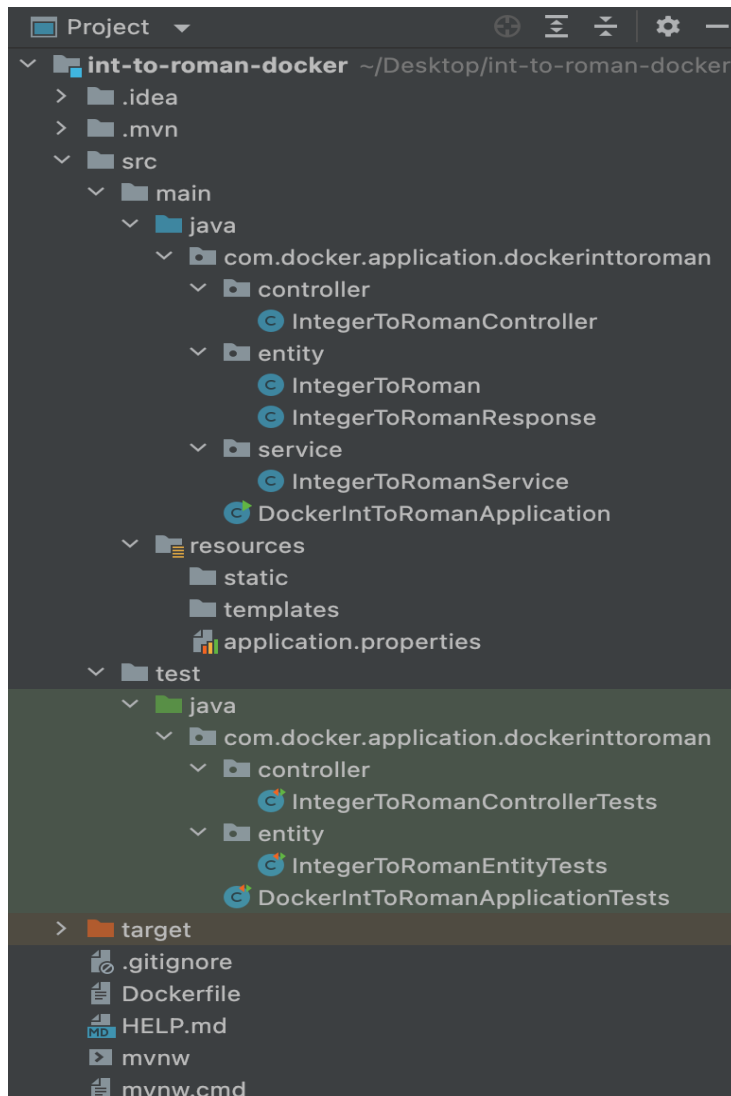 Project
int-to-roman-docker ~/Desktop/int-to-roman-docker
.idea
.mvn
src
main
java
com.docker.application.dockerinttoroman
controller
C IntegerToRomanController
entity
C IntegerToRoman
C IntegerToRomanResponse
service
C IntegerToRomanService
C DockerIntToRomanApplication
resources
static
templates
application.properties
test
java
com.docker.application.dockerinttoroman
controller
C IntegerToRomanControllerTests
entity
C IntegerToRomanEntityTests
C DockerIntToRomanApplicationTests
target
.gitignore
Dockerfile
MD HELP.md
mvnw
mvnw.cmd